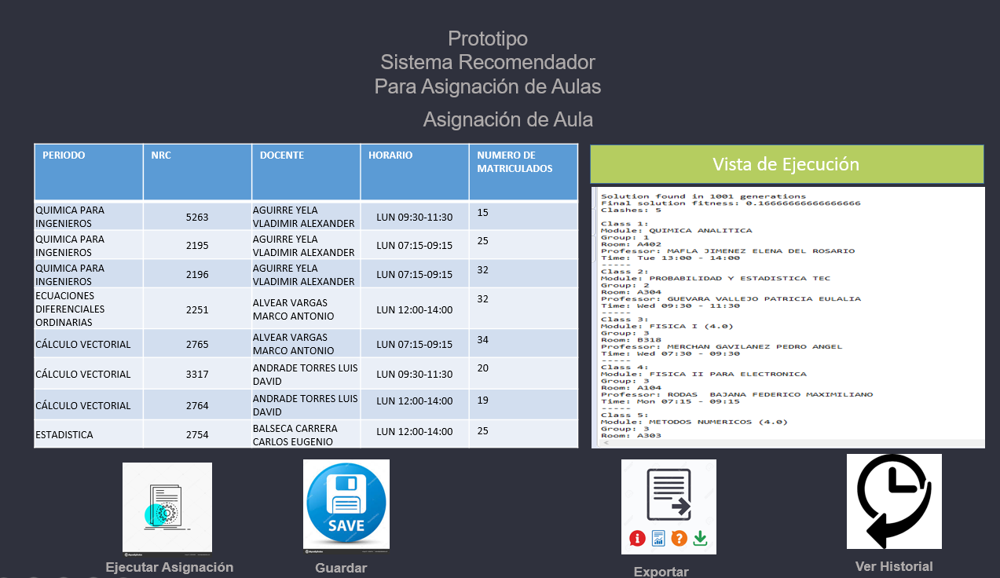 Prototipo
Sistema Recomendador
Para Asignación de Aulas
Asignación de Aula
PERIODO NRC DOCENTE HORARIO NUMERO DE
MATRICULADOS
QUIMICA PARA
INGENIEROS
5263
AGUIRRE YELA
VLADIMIR ALEXANDER
LUN 09:30-11:30
15
QUIMICA PARA
INGENIEROS
2195
AGUIRRE YELA
VLADIMIR ALEXANDER
LUN 07:15-09:15
25
QUIMICA PARA
INGENIEROS
2196
AGUIRRE YELA
VLADIMIR ALEXANDER
LUN 07:15-09:15
32
ECUACIONES
DIFERENCIALES
ORDINARIAS
2251
ALVEAR VARGAS
MARCO ANTONIO
LUN 12:00-14:00
32
CÁLCULO VECTORIAL
2765
ALVEAR VARGAS
MARCO ANTONIO
LUN 07:15-09:15
34
CÁLCULO VECTORIAL
3317
ANDRADE TORRES LUIS
DAVID
LUN 09:30-11:30
20
CÁLCULO VECTORIAL
2764
ANDRADE TORRES LUIS
DAVID
LUN 12:00-14:00
19
ESTADISTICA
2754
BALSECA CARRERA
CARLOS EUGENIO
LUN 12:00-14:00
25
Vista de Ejecución
Solution found in 1001 generations
Final solution fitness: 0.16666666666666666
Clashes: 5
Class 1:
Module: QUIMICA ANALITICA
Group: 1
Room: A402
Professor: MAFLA JIMENEZ ELENA DEL ROSARIO
Time: Tue 13:00 - 14:00
-----
Class 2:
Module: PROBABILIDAD Y ESTADISTICA TEC
Group: 2
Room: A304
Professor: GUEVARA VALLEJO PATRICIA EULALIA
Time: Wed 09:30 - 11:30
-----
Class 3:
Module: FISICA I (4.0)
Group: 3
Room: B318
Professor: MERCHAN GAVILANEZ PEDRO ANGEL
Time: Wed 07:30 - 09:30
-----
Class 4:
Module: FISICA II PARA ELECTRONICA
Group: 3
Room: A104
Professor: RODAS BAJANA FEDERICO MAXIMILIANO
Time: Mon 07:15 - 09:15
-----
Class 5:
Module: METODOS NUMERICOS (4.0)
Group: 3
Room: A303
SAVE
Ejecutar Asignación
Guardar
Exportar
Ver Historial